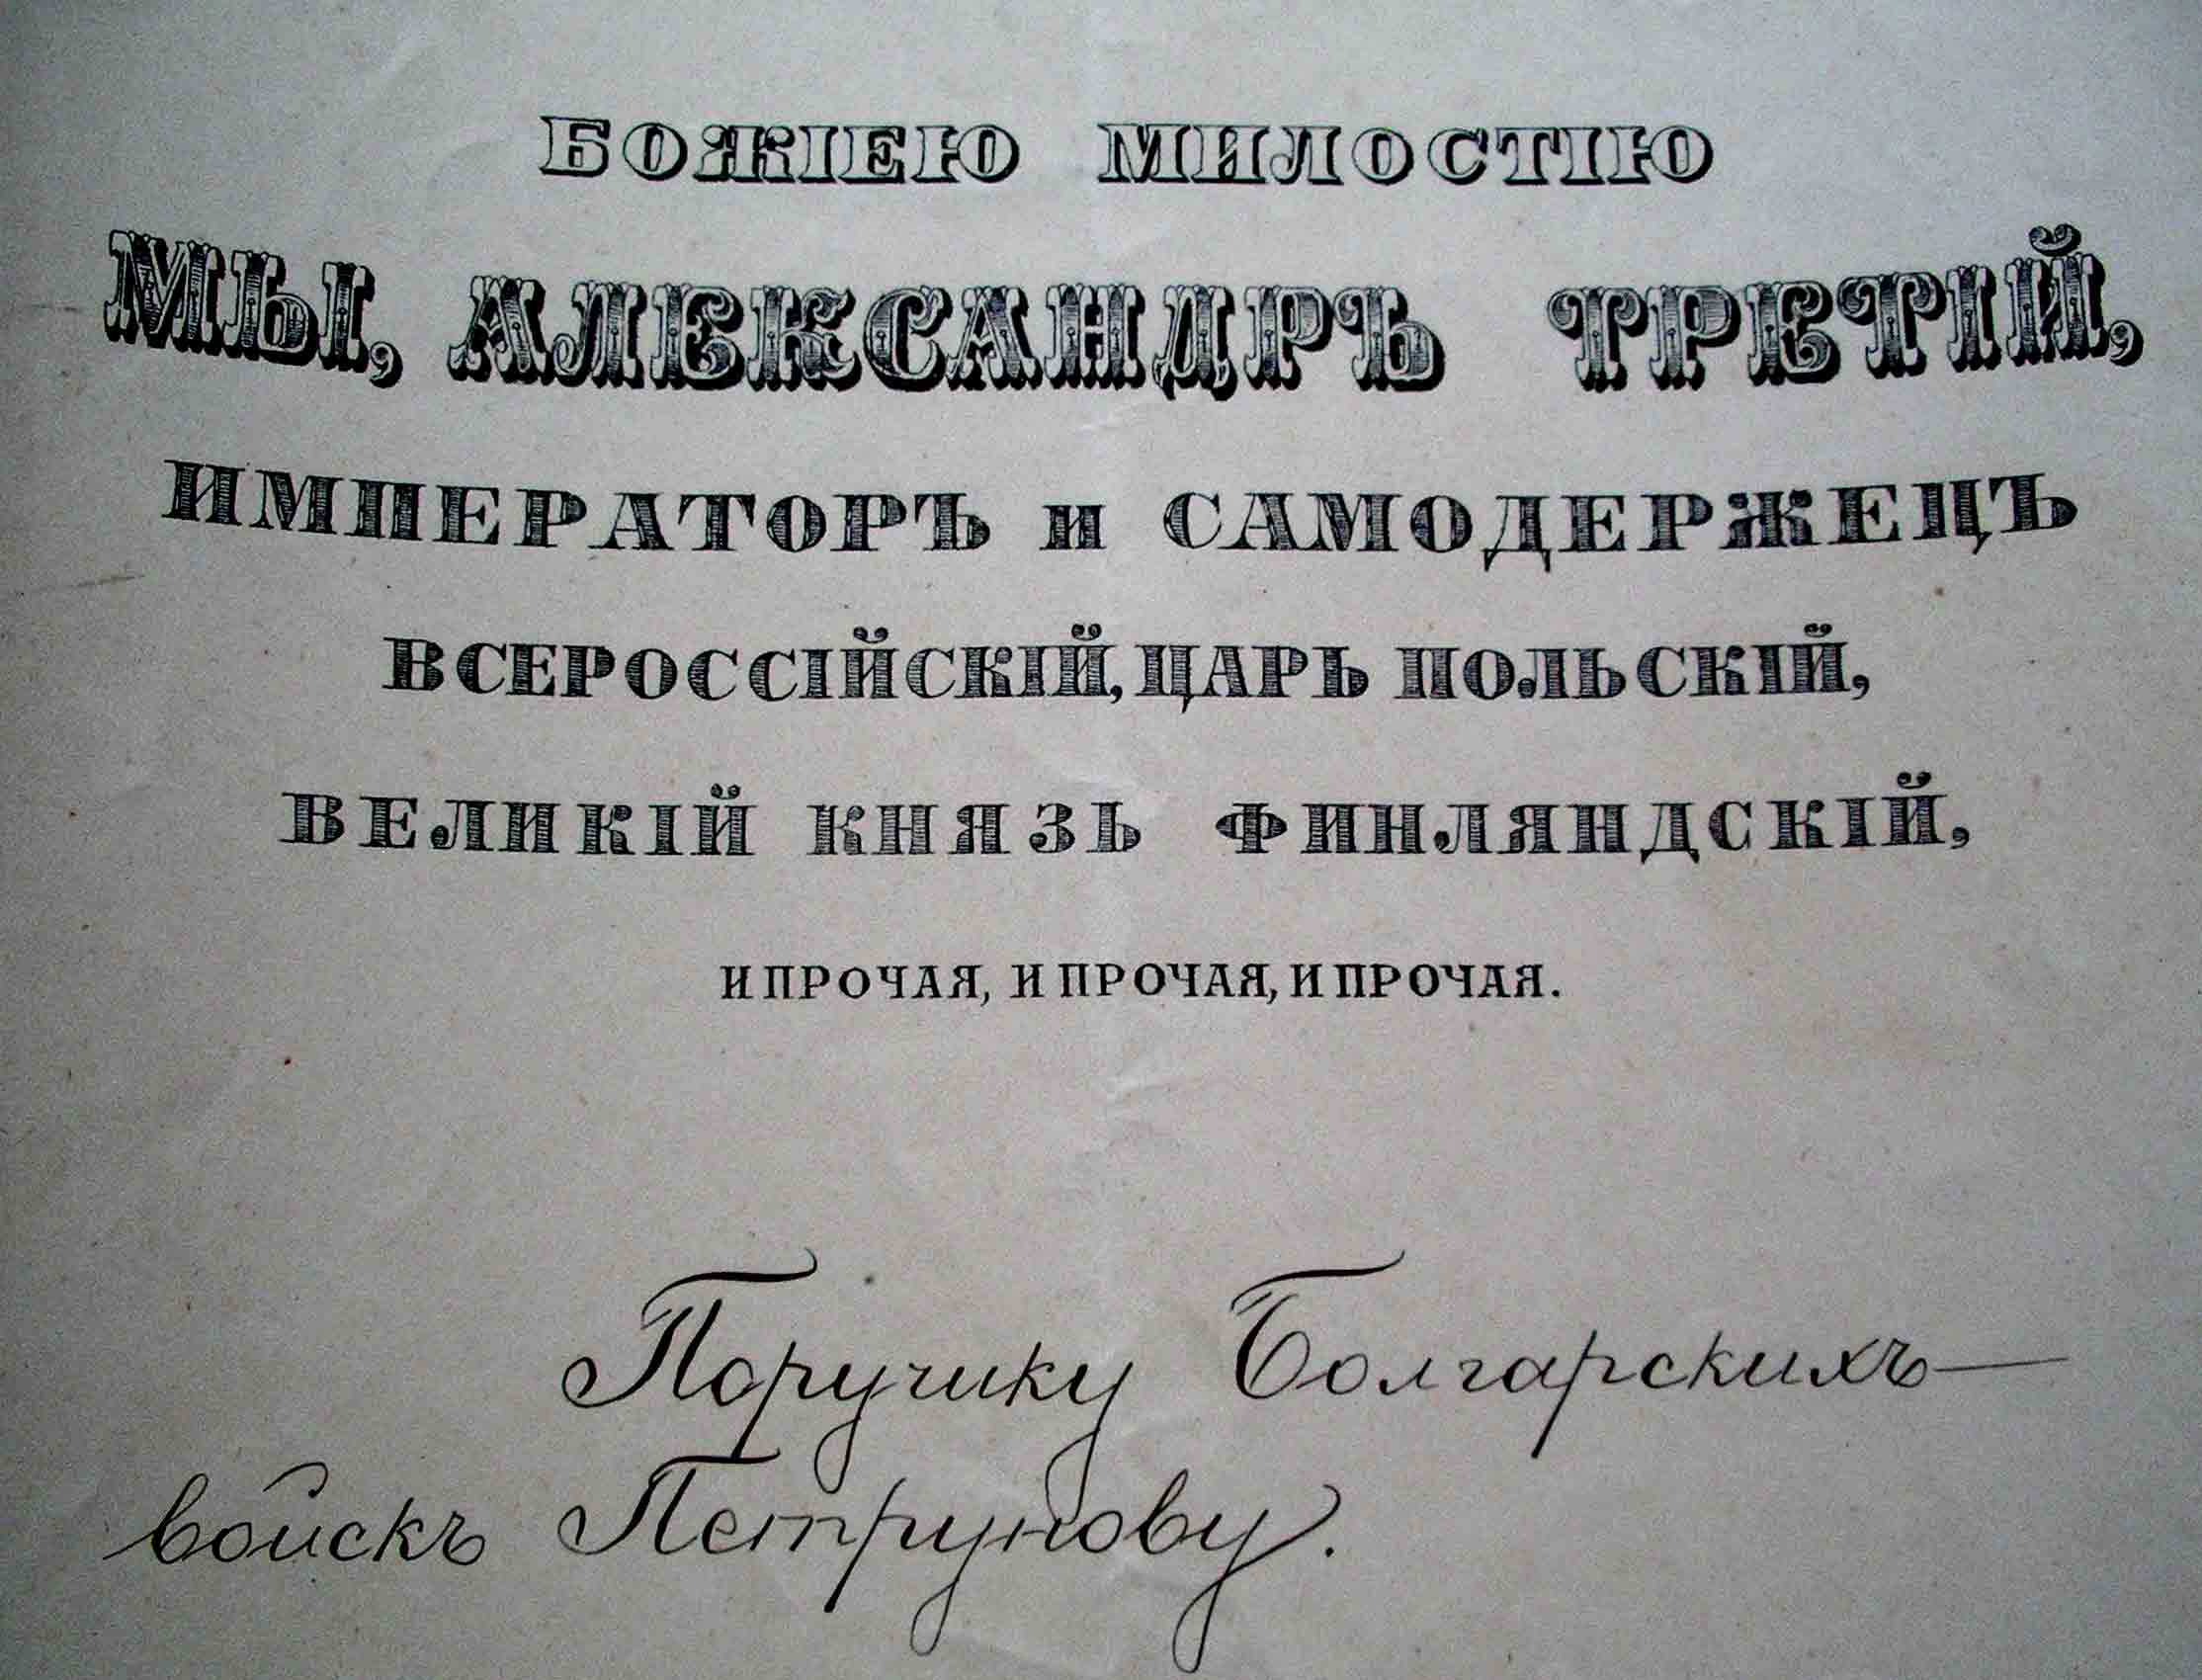 БОЖІЕЮ МИЛОСТІЮ
МЫ, АЛЕКСАНДРЪ ТРЕТІЙ,
ИМПЕРАТОРЪ и САМОДЕРЖЕЦЪ
ВСЕРОССІЙСКІЙ, ЦАРЬ ПОЛЬСКІЙ,
ВЕЛИКІЙ КНЯЗЬ ФИНЛЯНДСКІЙ,
И ПРОЧАЯ, И ПРОЧАЯ, И ПРОЧАЯ.
Поручику Болгарскихъ—
войскъ Петрунову.